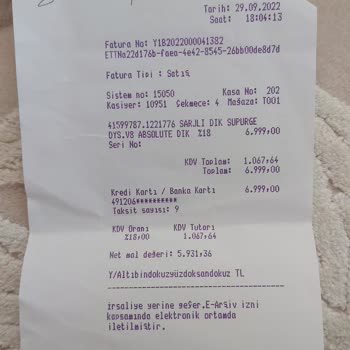 Tarih: 29.09.2022
Saat: 18:04:13
Fatura No: Y182022000041382
ETTNa22d176b-faea-4e42-8545-26bb00de8d7d
Fatura Tipi : Satış
Sistem no: 15050 Kasa No: 202
Kasiyer: 10951 Çekmece: 4 Mağaza: T001
41599787.1221776 SARJLI DIK SUPURGE
DYS.V8 ABSOLUTE DIK %18 6.999,00
Seri No:
KDV Toplam: 1.067,64
Toplam: 6.999,00
Kredi Kartı / Banka Kartı 6.999,00
491206**********
Taksit sayısı: 9
KDV Oranı KDV Tutarı
%18,00 1.067,64
Net mal değeri: 5.931,36
Y/Altıbindokuzyüzdoksandokuz TL
İrsaliye yerine geçer.E-Arşiv izni
kapsamında elektronik ortamda
iletilmiştir.